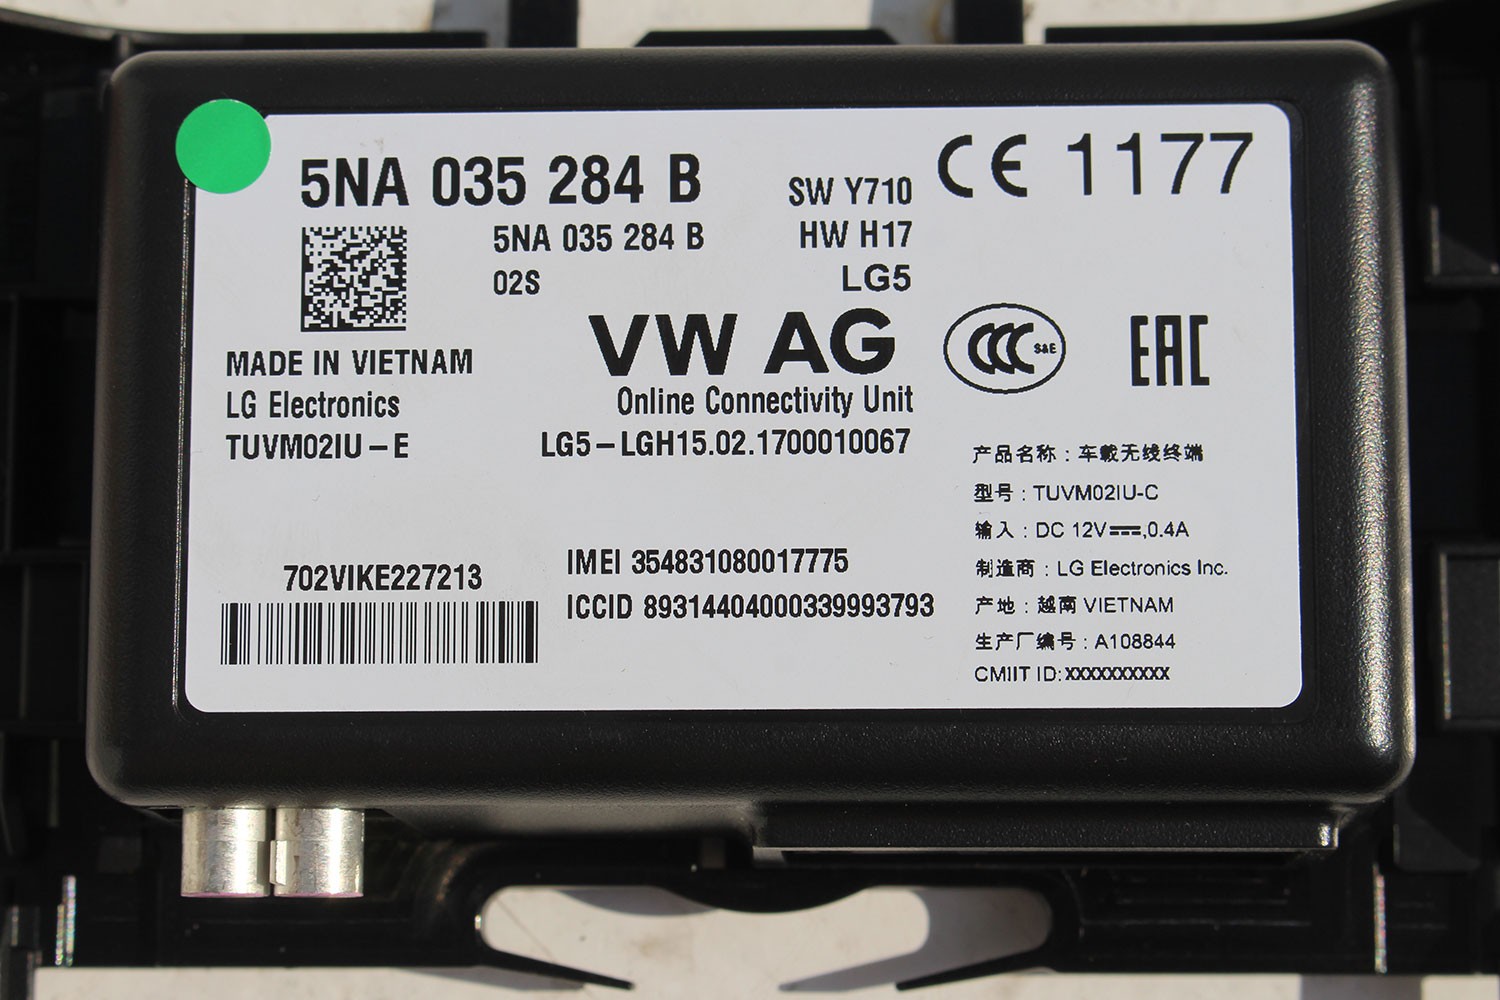 5NA 035 284 B
SW Y710
CE 1177
5NA 035 284 B
HW H17
02S
LG5
VW AG
CCC S&E
EAC
MADE IN VIETNAM
Online Connectivity Unit
LG Electronics
TUVM02IU-E
LG5-LGH15.02.1700010067
产品名称:车载无线终端
型号:TUVM02IU-C
输入:DC 12V⎓,0.4A
制造商:LG Electronics Inc.
产地:越南 VIETNAM
生产厂编号:A108844
CMIIT ID:XXXXXXXXXX
702VIKE227213
IMEI 354831080017775
ICCID 89314404000339993793